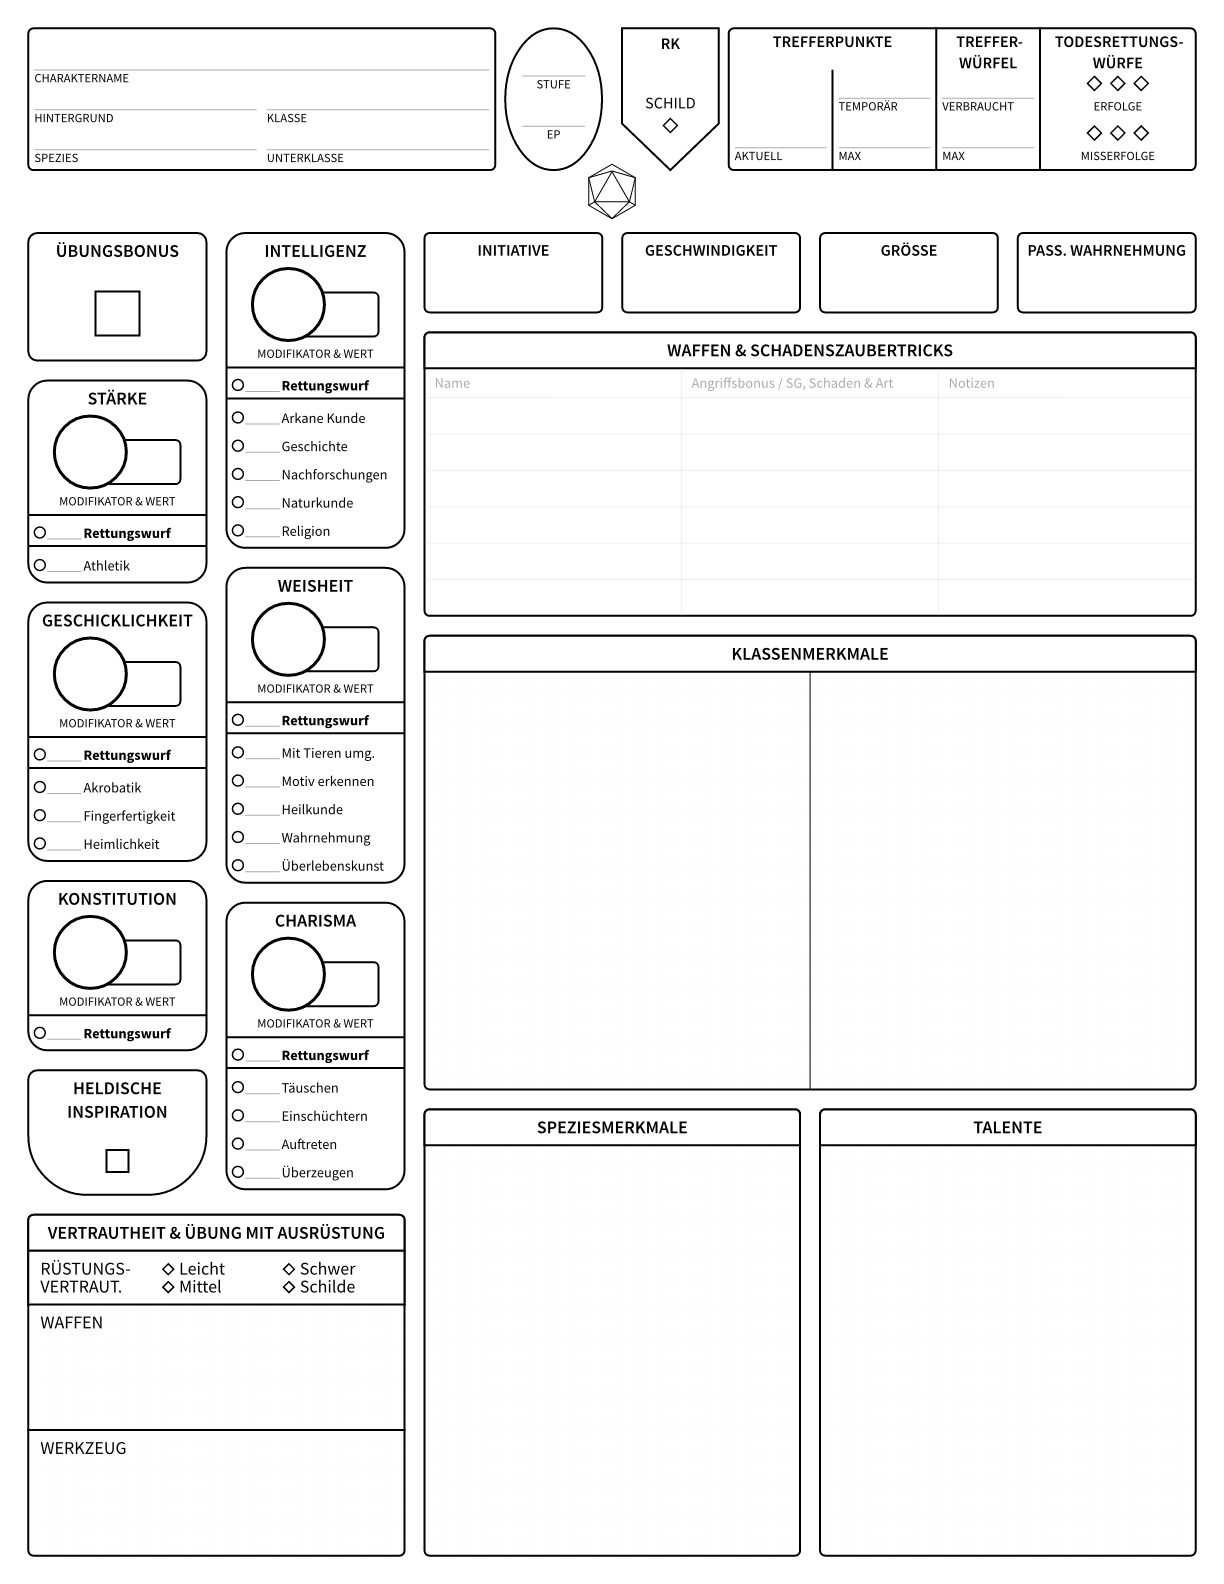 CHARAKTERNAME
HINTERGRUND KLASSE
SPEZIES UNTERKLASSE
STUFE
EP
RK
SCHILD
TREFFERPUNKTE
AKTUELL
TEMPORÄR
MAX
TREFFER-
WÜRFEL
VERBRAUCHT
MAX
TODESRETTUNGS-
WÜRFE
ERFOLGE
MISSERFOLGE
ÜBUNGSBONUS
STÄRKE
MODIFIKATOR & WERT
Rettungswurf
Athletik
GESCHICKLICHKEIT
MODIFIKATOR & WERT
Rettungswurf
Akrobatik
Fingerfertigkeit
Heimlichkeit
KONSTITUTION
MODIFIKATOR & WERT
Rettungswurf
HELDISCHE
INSPIRATION
INTELLIGENZ
MODIFIKATOR & WERT
Rettungswurf
Arkane Kunde
Geschichte
Nachforschungen
Naturkunde
Religion
WEISHEIT
MODIFIKATOR & WERT
Rettungswurf
Mit Tieren umg.
Motiv erkennen
Heilkunde
Wahrnehmung
Überlebenskunst
CHARISMA
MODIFIKATOR & WERT
Rettungswurf
Täuschen
Einschüchtern
Auftreten
Überzeugen
VERTRAUTHEIT & ÜBUNG MIT AUSRÜSTUNG
RÜSTUNGS- Leicht Schwer
VERTRAUT. Mittel Schilde
WAFFEN
WERKZEUG
INITIATIVE
GESCHWINDIGKEIT
GRÖSSE
PASS. WAHRNEHMUNG
WAFFEN & SCHADENSZAUBERTRICKS
Name Angriffsbonus / SG, Schaden & Art Notizen
KLASSENMERKMALE
SPEZIESMERKMALE
TALENTE